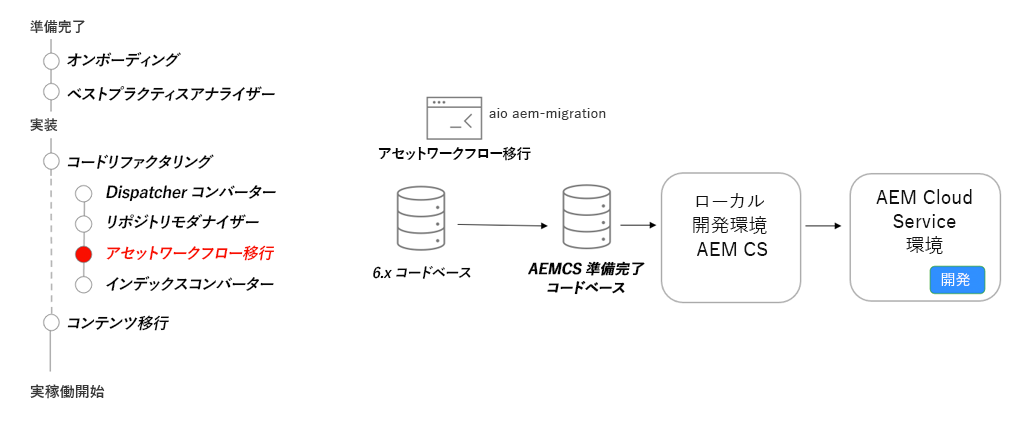 準備完了
オンボーディング
ベストプラクティスアナライザー
実装
コードリファクタリング
Dispatcher コンバーター
リポジトリモダナイザー
アセットワークフロー移行
インデックスコンバーター
コンテンツ移行
実稼働開始
aio aem-migration
アセットワークフロー移行
6.x コードベース
AEMCS 準備完了
コードベース
ローカル
開発環境
AEM CS
AEM Cloud
Service
環境
開発